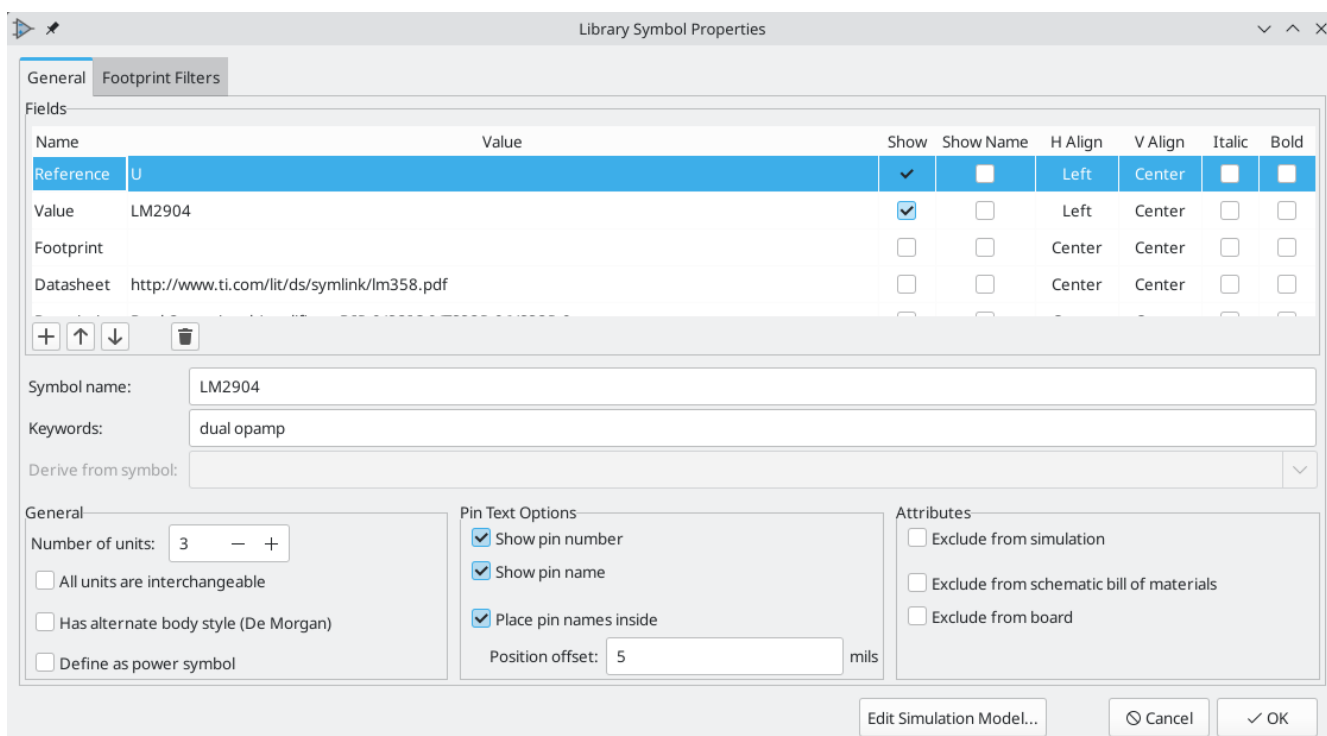 Library Symbol Properties
General Footprint Filters
Fields
Name Value Show Show Name H Align V Align Italic Bold
Reference U Left Center
Value LM2904 Left Center
Footprint Center Center
Datasheet http://www.ti.com/lit/ds/symlink/lm358.pdf Center Center
Symbol name: LM2904
Keywords: dual opamp
Derive from symbol:
General
Number of units: 3 − +
All units are interchangeable
Has alternate body style (De Morgan)
Define as power symbol
Pin Text Options
Show pin number
Show pin name
Place pin names inside
Position offset: 5 mils
Attributes
Exclude from simulation
Exclude from schematic bill of materials
Exclude from board
Edit Simulation Model... Cancel OK